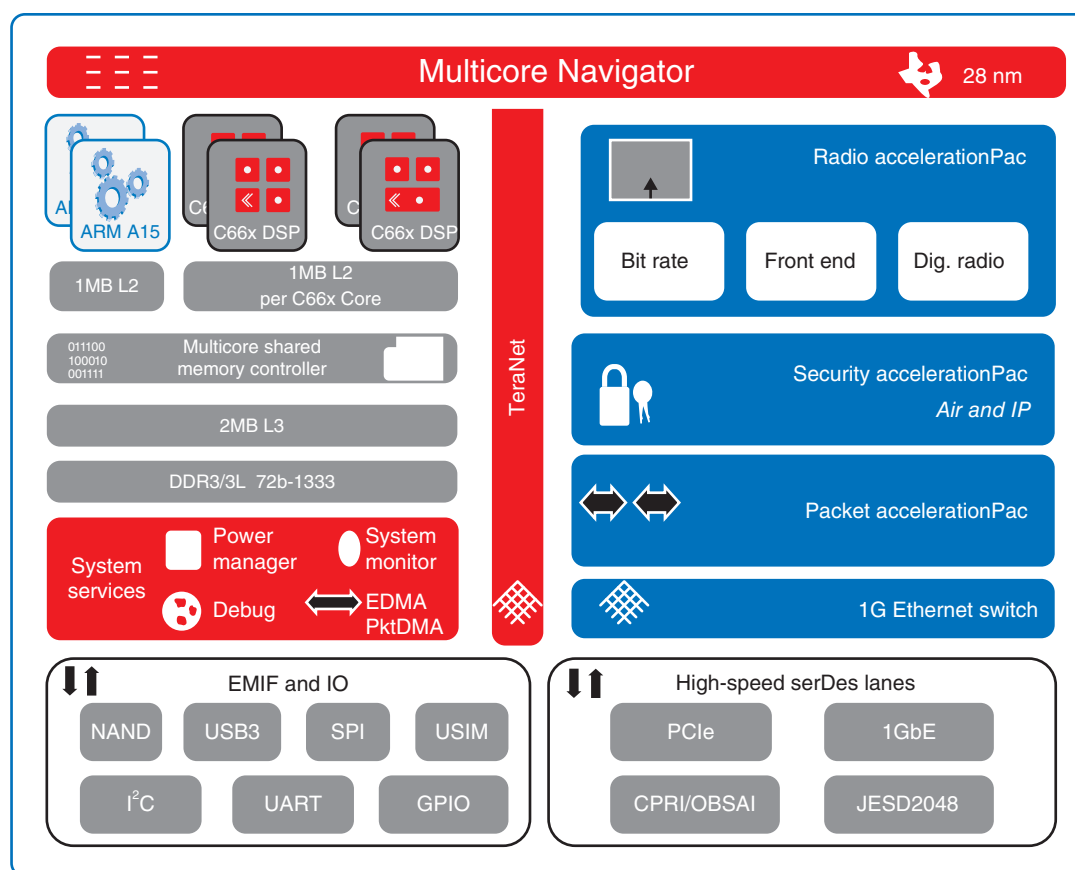 Multicore Navigator
28 nm
ARM A15
C66x DSP
C66x DSP
1MB L2
1MB L2
per C66x Core
011100
100010
001111
Multicore shared
memory controller
2MB L3
DDR3/3L 72b-1333
System
services
Power
manager
System
monitor
Debug
EDMA
PktDMA
TeraNet
Radio accelerationPac
Bit rate
Front end
Dig. radio
Security accelerationPac
Air and IP
Packet accelerationPac
1G Ethernet switch
EMIF and IO
NAND
USB3
SPI
USIM
I²C
UART
GPIO
High-speed serDes lanes
PCIe
1GbE
CPRI/OBSAI
JESD2048